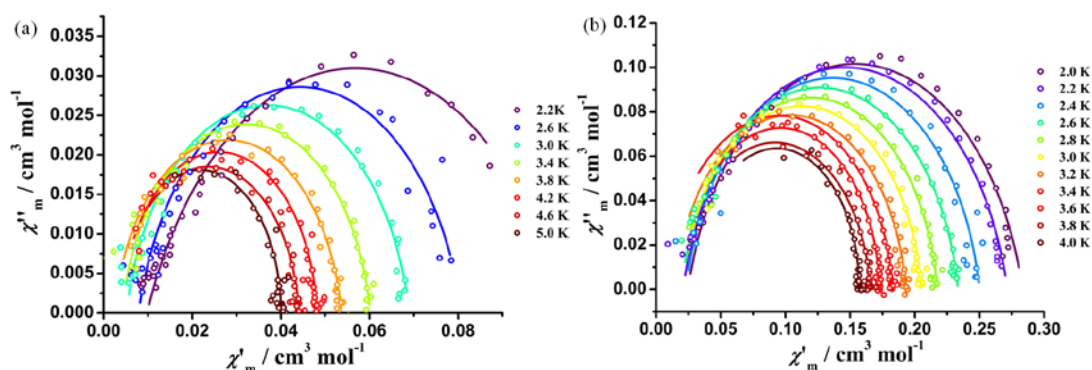 (a)
0.035
0.030
0.025
0.020
0.015
0.010
0.005
0.000
χ''m / cm³ mol⁻¹
0.00
0.02
0.04
0.06
0.08
χ'm / cm³ mol⁻¹
2.2K
2.6 K
3.0 K
3.4 K
3.8 K
4.2 K
4.6 K
5.0 K
(b)
0.12
0.10
0.08
0.06
0.04
0.02
0.00
χ''m / cm³ mol⁻¹
0.00
0.05
0.10
0.15
0.20
0.25
0.30
χ'm / cm³ mol⁻¹
2.0 K
2.2 K
2.4 K
2.6 K
2.8 K
3.0 K
3.2 K
3.4 K
3.6 K
3.8 K
4.0 K